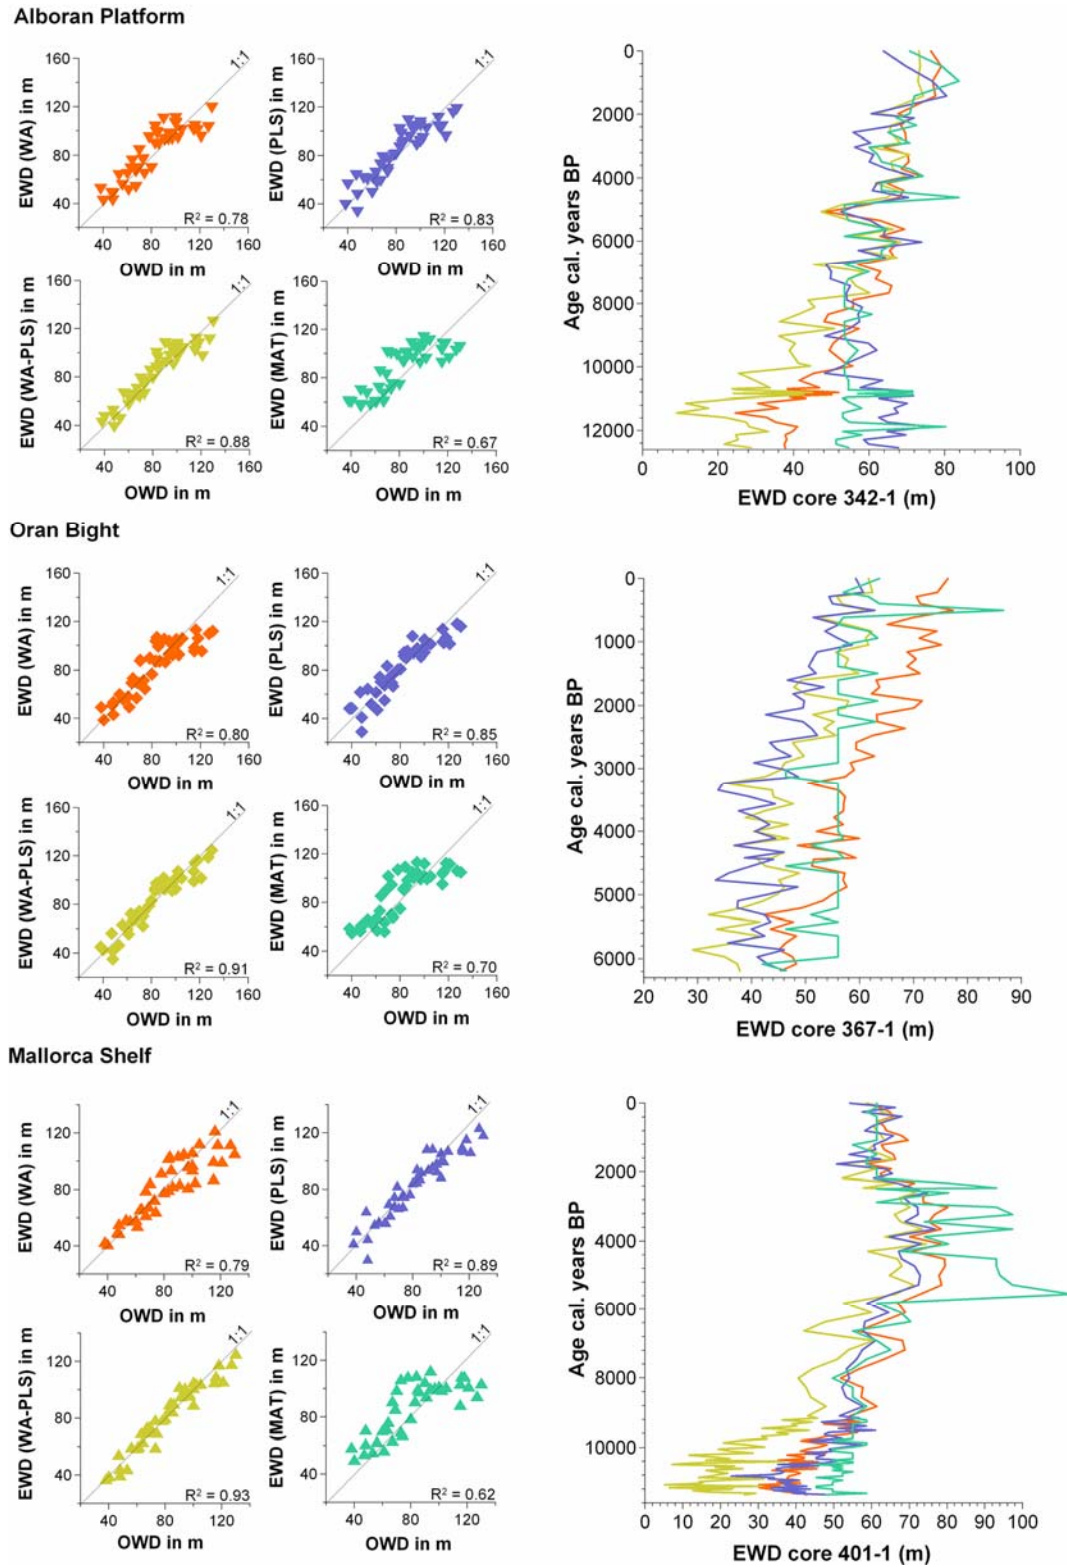 Alboran Platform
160
120
80
40
EWD (WA) in m
1:1
R² = 0.78
OWD in m
160
120
80
40
EWD (PLS) in m
1:1
R² = 0.83
OWD in m
160
120
80
40
EWD (WA-PLS) in m
1:1
R² = 0.88
40 80 120 160
OWD in m
160
120
80
40
EWD (MAT) in m
1:1
R² = 0.67
40 80 120 160
OWD in m
0
2000
4000
6000
8000
10000
12000
Age cal. years BP
0 20 40 60 80 100
EWD core 342-1 (m)
Oran Bight
160
120
80
40
EWD (WA) in m
1:1
R² = 0.80
40 80 120 160
OWD in m
160
120
80
40
EWD (PLS) in m
1:1
R² = 0.85
40 80 120 160
OWD in m
160
120
80
40
EWD (WA-PLS) in m
1:1
R² = 0.91
40 80 120 160
OWD in m
160
120
80
40
EWD (MAT) in m
1:1
R² = 0.70
40 80 120 160
OWD in m
0
1000
2000
3000
4000
5000
6000
Age cal. years BP
20 30 40 50 60 70 80 90
EWD core 367-1 (m)
Mallorca Shelf
120
80
40
EWD (WA) in m
1:1
R² = 0.79
40 80 120
OWD in m
120
80
40
EWD (PLS) in m
1:1
R² = 0.89
40 80 120
OWD in m
120
80
40
EWD (WA-PLS) in m
1:1
R² = 0.93
40 80 120
OWD in m
120
80
40
EWD (MAT) in m
1:1
R² = 0.62
40 80 120
OWD in m
0
2000
4000
6000
8000
10000
Age cal. years BP
0 10 20 30 40 50 60 70 80 90 100
EWD core 401-1 (m)